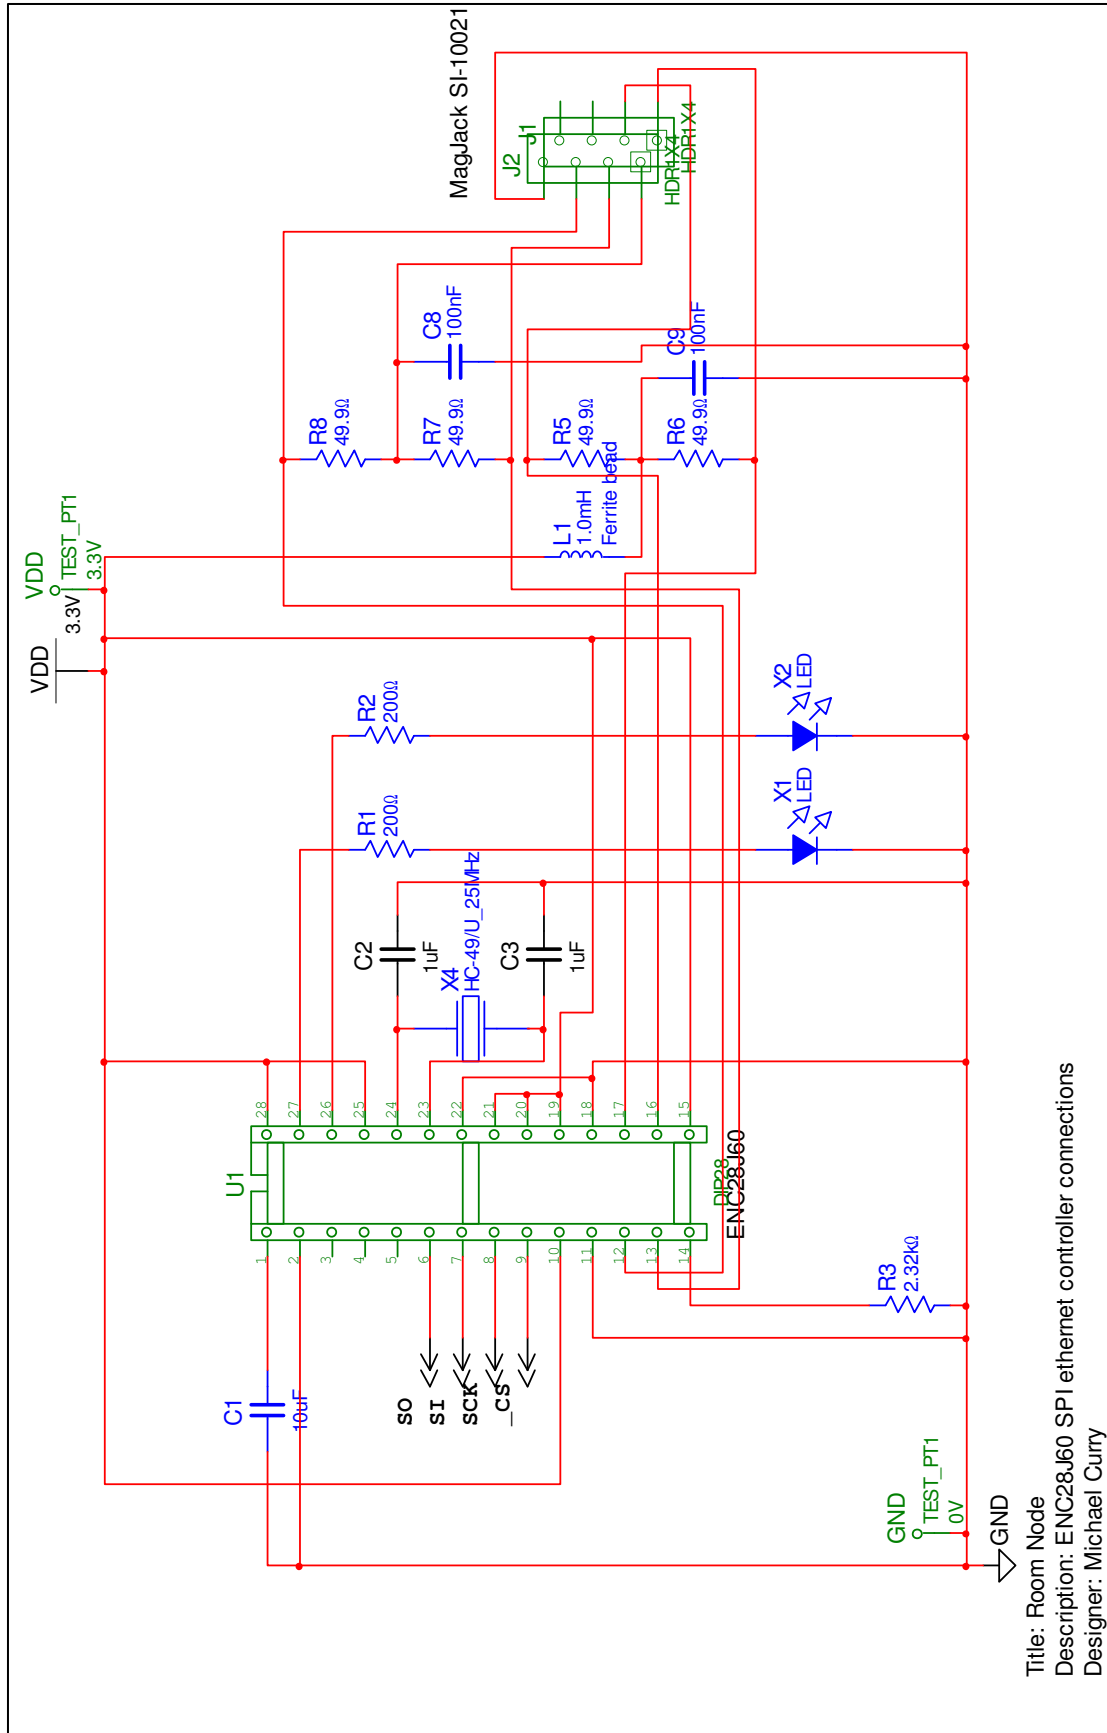 MagJack SI-10021
J1
J2
HDR1X4
HDR1X4
C8
100nF
C9
100nF
R8
49.9Ω
R7
49.9Ω
R5
49.9Ω
R6
49.9Ω
L1
1.0mH
Ferrite bead
VDD
TEST_PT1
3.3V
3.3V
VDD
R2
200Ω
R1
200Ω
X2
LED
X1
LED
C2
1uF
X4
HC-49/U_25MHz
C3
1uF
28
27
26
25
24
23
22
21
20
19
18
17
16
15
U1
DIP28
ENC28J60
1
2
3
4
5
6
7
8
9
10
11
12
13
14
R3
2.32kΩ
C1
10uF
SO
SI
SCK
_CS
GND
TEST_PT1
0V
GND
Title: Room Node
Description: ENC28J60 SPI ethernet controller connections
Designer: Michael Curry